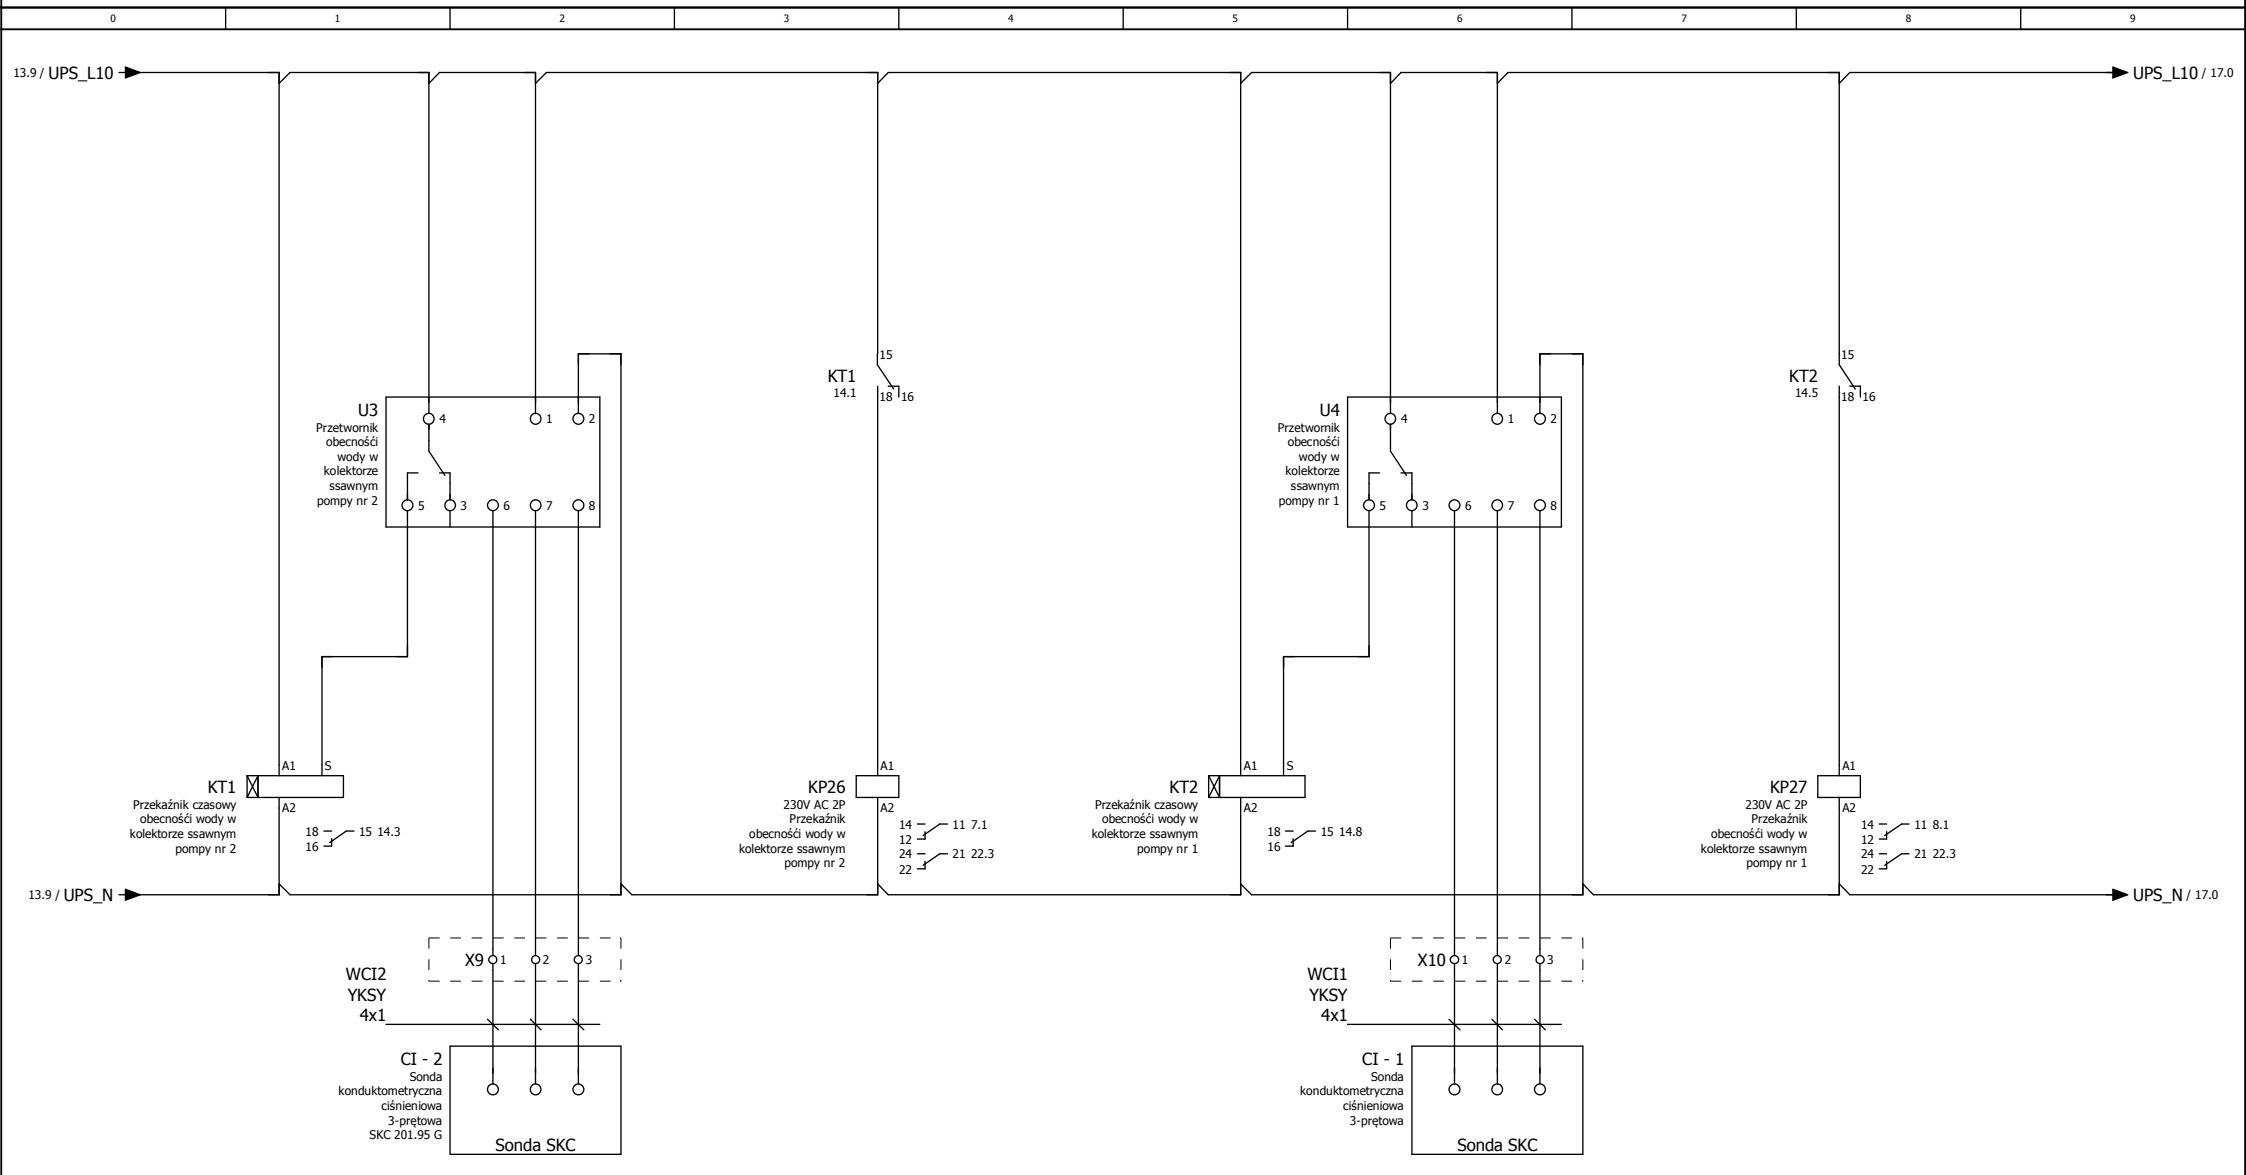 0 1 2 3 4 5 6 7 8 9
13.9 / UPS_L10
UPS_L10 / 17.0
U3
Przetwornik
obecnośći
wody w
kolektorze
ssawnym
pompy nr 2
4 1 2
5 3 6 7 8
KT1
14.1
15
18 16
U4
Przetwornik
obecnośći
wody w
kolektorze
ssawnym
pompy nr 1
4 1 2
5 3 6 7 8
KT2
14.5
15
18 16
KT1
Przekaźnik czasowy
obecnośći wody w
kolektorze ssawnym
pompy nr 2
A1 S
A2
18 15 14.3
16
KP26
230V AC 2P
Przekaźnik
obecnośći wody w
kolektorze ssawnym
pompy nr 2
A1
A2
14 11 7.1
12
24 21 22.3
22
KT2
Przekaźnik czasowy
obecnośći wody w
kolektorze ssawnym
pompy nr 1
A1 S
A2
18 15 14.8
16
KP27
230V AC 2P
Przekaźnik
obecnośći wody w
kolektorze ssawnym
pompy nr 1
A1
A2
14 11 8.1
12
24 21 22.3
22
13.9 / UPS_N
UPS_N / 17.0
X9 1 2 3
WCI2
YKSY
4x1
CI - 2
Sonda
konduktometryczna
ciśnieniowa
3-prętowa
SKC 201.95 G
Sonda SKC
X10 1 2 3
WCI1
YKSY
4x1
CI - 1
Sonda
konduktometryczna
ciśnieniowa
3-prętowa
Sonda SKC